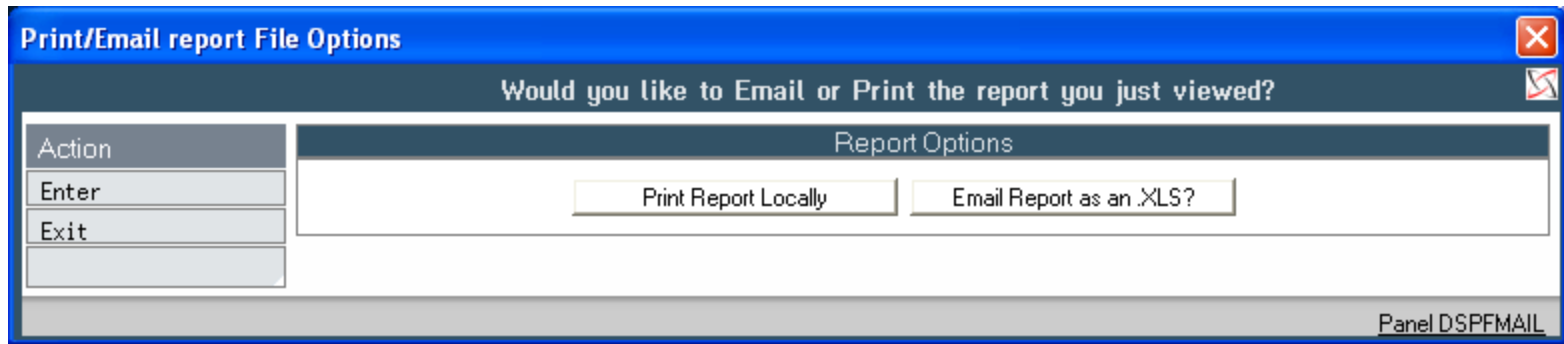 Print/Email report File Options
Would you like to Email or Print the report you just viewed?
Action
Enter
Exit
Report Options
Print Report Locally
Email Report as an .XLS?
Panel DSPFMAIL